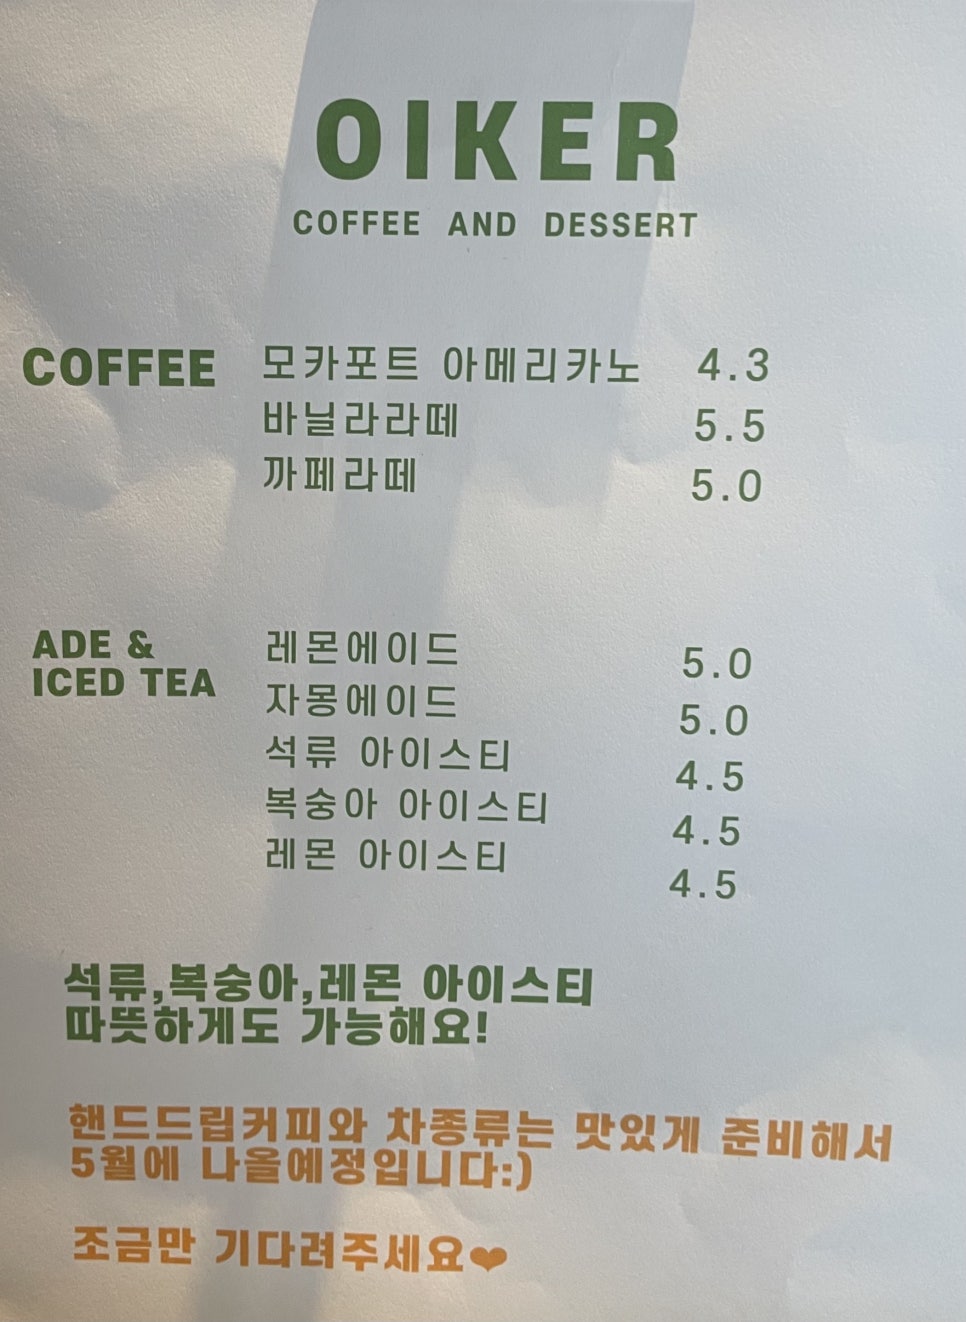 OIKER
COFFEE AND DESSERT
COFFEE 모카포트 아메리카노 4.3
바닐라라떼 5.5
까페라떼 5.0
ADE &
ICED TEA
레몬에이드 5.0
자몽에이드 5.0
석류 아이스티 4.5
복숭아 아이스티 4.5
레몬 아이스티 4.5
석류,복숭아,레몬 아이스티
따뜻하게도 가능해요!
핸드드립커피와 차종류는 맛있게 준비해서
5월에 나올예정입니다:)
조금만 기다려주세요❤